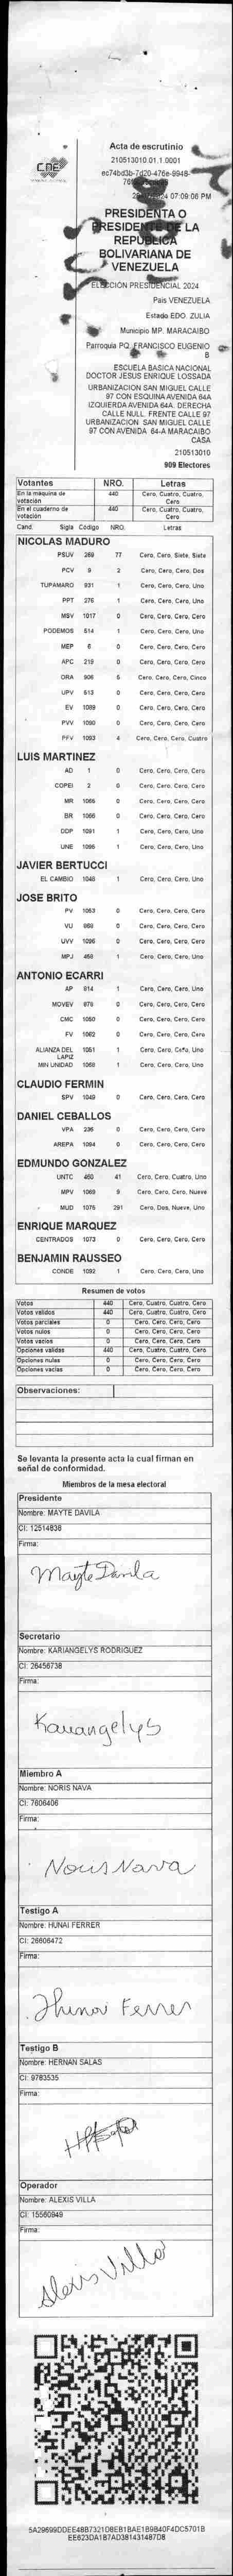 CNE
Acta de escrutinio
210513010.01.1.0001
ec74bd3b-7d20-476e-9948-
07:09:06 PM
PRESIDENTA O
PRESIDENTE DE LA
REPÚBLICA
BOLIVARIANA DE
VENEZUELA
ELECCIÓN PRESIDENCIAL 2024
País VENEZUELA
Estado EDO. ZULIA
Municipio MP. MARACAIBO
Parroquia PQ. FRANCISCO EUGENIO
B
ESCUELA BASICA NACIONAL
DOCTOR JESUS ENRIQUE LOSSADA
URBANIZACION SAN MIGUEL CALLE
97 CON ESQUINA AVENIDA 64A
IZQUIERDA AVENIDA 64A. DERECHA
CALLE NULL. FRENTE CALLE 97
URBANIZACION SAN MIGUEL CALLE
97 CON AVENIDA 64-A MARACAIBO
CASA
210513010
909 Electores
Votantes NRO. Letras
En la máquina de votación 440 Cero, Cuatro, Cuatro, Cero
En el cuaderno de votación 440 Cero, Cuatro, Cuatro, Cero
Cand. Sigla Código NRO. Letras
NICOLAS MADURO
PSUV 269 77 Cero, Cero, Siete, Siete
PCV 9 2 Cero, Cero, Cero, Dos
TUPAMARO 931 1 Cero, Cero, Cero, Uno
PPT 276 1 Cero, Cero, Cero, Uno
MSV 1017 0 Cero, Cero, Cero, Cero
PODEMOS 514 1 Cero, Cero, Cero, Uno
MEP 6 0 Cero, Cero, Cero, Cero
APC 219 0 Cero, Cero, Cero, Cero
ORA 906 5 Cero, Cero, Cero, Cinco
UPV 613 0 Cero, Cero, Cero, Cero
EV 1089 0 Cero, Cero, Cero, Cero
PVV 1090 0 Cero, Cero, Cero, Cero
PFV 1093 4 Cero, Cero, Cero, Cuatro
LUIS MARTINEZ
AD 1 0 Cero, Cero, Cero, Cero
COPEI 2 0 Cero, Cero, Cero, Cero
MR 1065 0 Cero, Cero, Cero, Cero
BR 1066 0 Cero, Cero, Cero, Cero
DDP 1091 1 Cero, Cero, Cero, Uno
UNE 1095 1 Cero, Cero, Cero, Uno
JAVIER BERTUCCI
EL CAMBIO 1048 1 Cero, Cero, Cero, Uno
JOSE BRITO
PV 1053 0 Cero, Cero, Cero, Cero
VU 868 0 Cero, Cero, Cero, Cero
UVV 1096 0 Cero, Cero, Cero, Cero
MPJ 458 1 Cero, Cero, Cero, Uno
ANTONIO ECARRI
AP 814 1 Cero, Cero, Cero, Uno
MOVEV 979 0 Cero, Cero, Cero, Cero
CMC 1050 0 Cero, Cero, Cero, Cero
FV 1062 0 Cero, Cero, Cero, Cero
ALIANZA DEL LAPIZ 1051 1 Cero, Cero, Cero, Uno
MIN UNIDAD 1068 1 Cero, Cero, Cero, Uno
CLAUDIO FERMIN
SPV 1049 0 Cero, Cero, Cero, Cero
DANIEL CEBALLOS
VPA 236 0 Cero, Cero, Cero, Cero
AREPA 1094 0 Cero, Cero, Cero, Cero
EDMUNDO GONZALEZ
UNTC 460 41 Cero, Cero, Cuatro, Uno
MPV 1069 9 Cero, Cero, Cero, Nueve
MUD 1076 291 Cero, Dos, Nueve, Uno
ENRIQUE MARQUEZ
CENTRADOS 1073 0 Cero, Cero, Cero, Cero
BENJAMIN RAUSSEO
CONDE 1092 1 Cero, Cero, Cero, Uno
Resumen de votos
Votos 440 Cero, Cuatro, Cuatro, Cero
Votos válidos 440 Cero, Cuatro, Cuatro, Cero
Votos parciales 0 Cero, Cero, Cero, Cero
Votos nulos 0 Cero, Cero, Cero, Cero
Votos vacíos 0 Cero, Cero, Cero, Cero
Opciones válidas 440 Cero, Cuatro, Cuatro, Cero
Opciones nulas 0 Cero, Cero, Cero, Cero
Opciones vacías 0 Cero, Cero, Cero, Cero
Observaciones:
Se levanta la presente acta la cual firman en
señal de conformidad.
Miembros de la mesa electoral
Presidente
Nombre: MAYTE DAVILA
CI: 12514838
Firma:
Mayte Davila
Secretario
Nombre: KARIANGELYS RODRIGUEZ
CI: 26456738
Firma:
Kariangelys
Miembro A
Nombre: NORIS NAVA
CI: 7606406
Firma:
Noris Nava
Testigo A
Nombre: HUNAI FERRER
CI: 26606472
Firma:
Hunai Ferrer
Testigo B
Nombre: HERNAN SALAS
CI: 9783535
Firma:
Operador
Nombre: ALEXIS VILLA
CI: 15560949
Firma:
Alexis Villa
5A29699DDEE48B7321D8EB1BAE1B9B40F4DC5701B
EE623DA1B7AD381431487D8